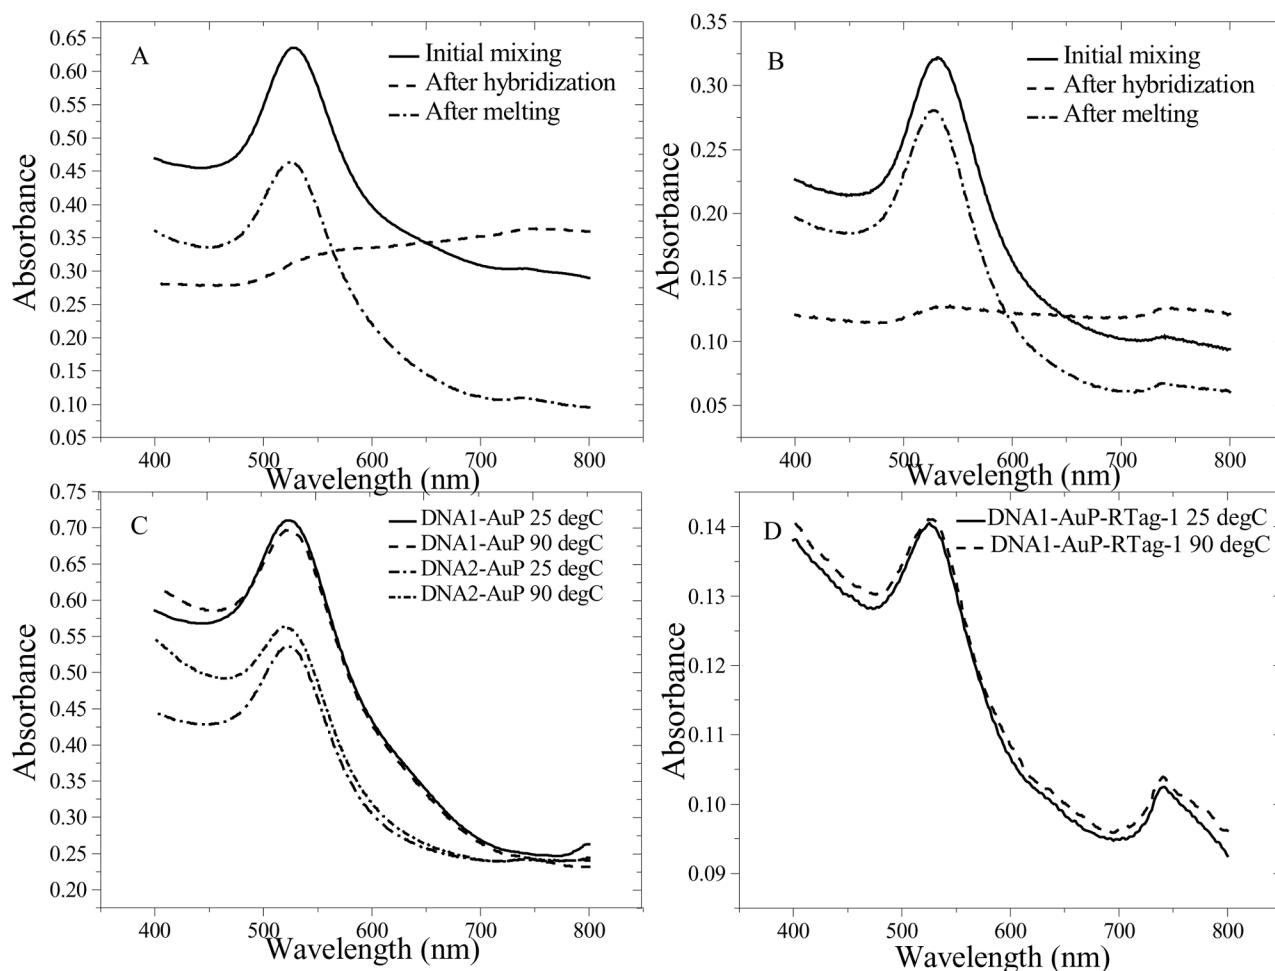 A
Initial mixing
After hybridization
After melting
0.65
0.60
0.55
0.50
0.45
0.40
0.35
0.30
0.25
0.20
0.15
0.10
0.05
Absorbance
400
500
600
700
800
Wavelength (nm)
B
Initial mixing
After hybridization
After melting
0.35
0.30
0.25
0.20
0.15
0.10
0.05
Absorbance
400
500
600
700
800
Wavelength (nm)
C
DNA1-AuP 25 degC
DNA1-AuP 90 degC
DNA2-AuP 25 degC
DNA2-AuP 90 degC
0.75
0.70
0.65
0.60
0.55
0.50
0.45
0.40
0.35
0.30
0.25
0.20
Absorbance
400
500
600
700
800
Wavelength (nm)
D
DNA1-AuP-RTag-1 25 degC
DNA1-AuP-RTag-1 90 degC
0.14
0.13
0.12
0.11
0.10
0.09
Absorbance
400
500
600
700
800
Wavelength (nm)